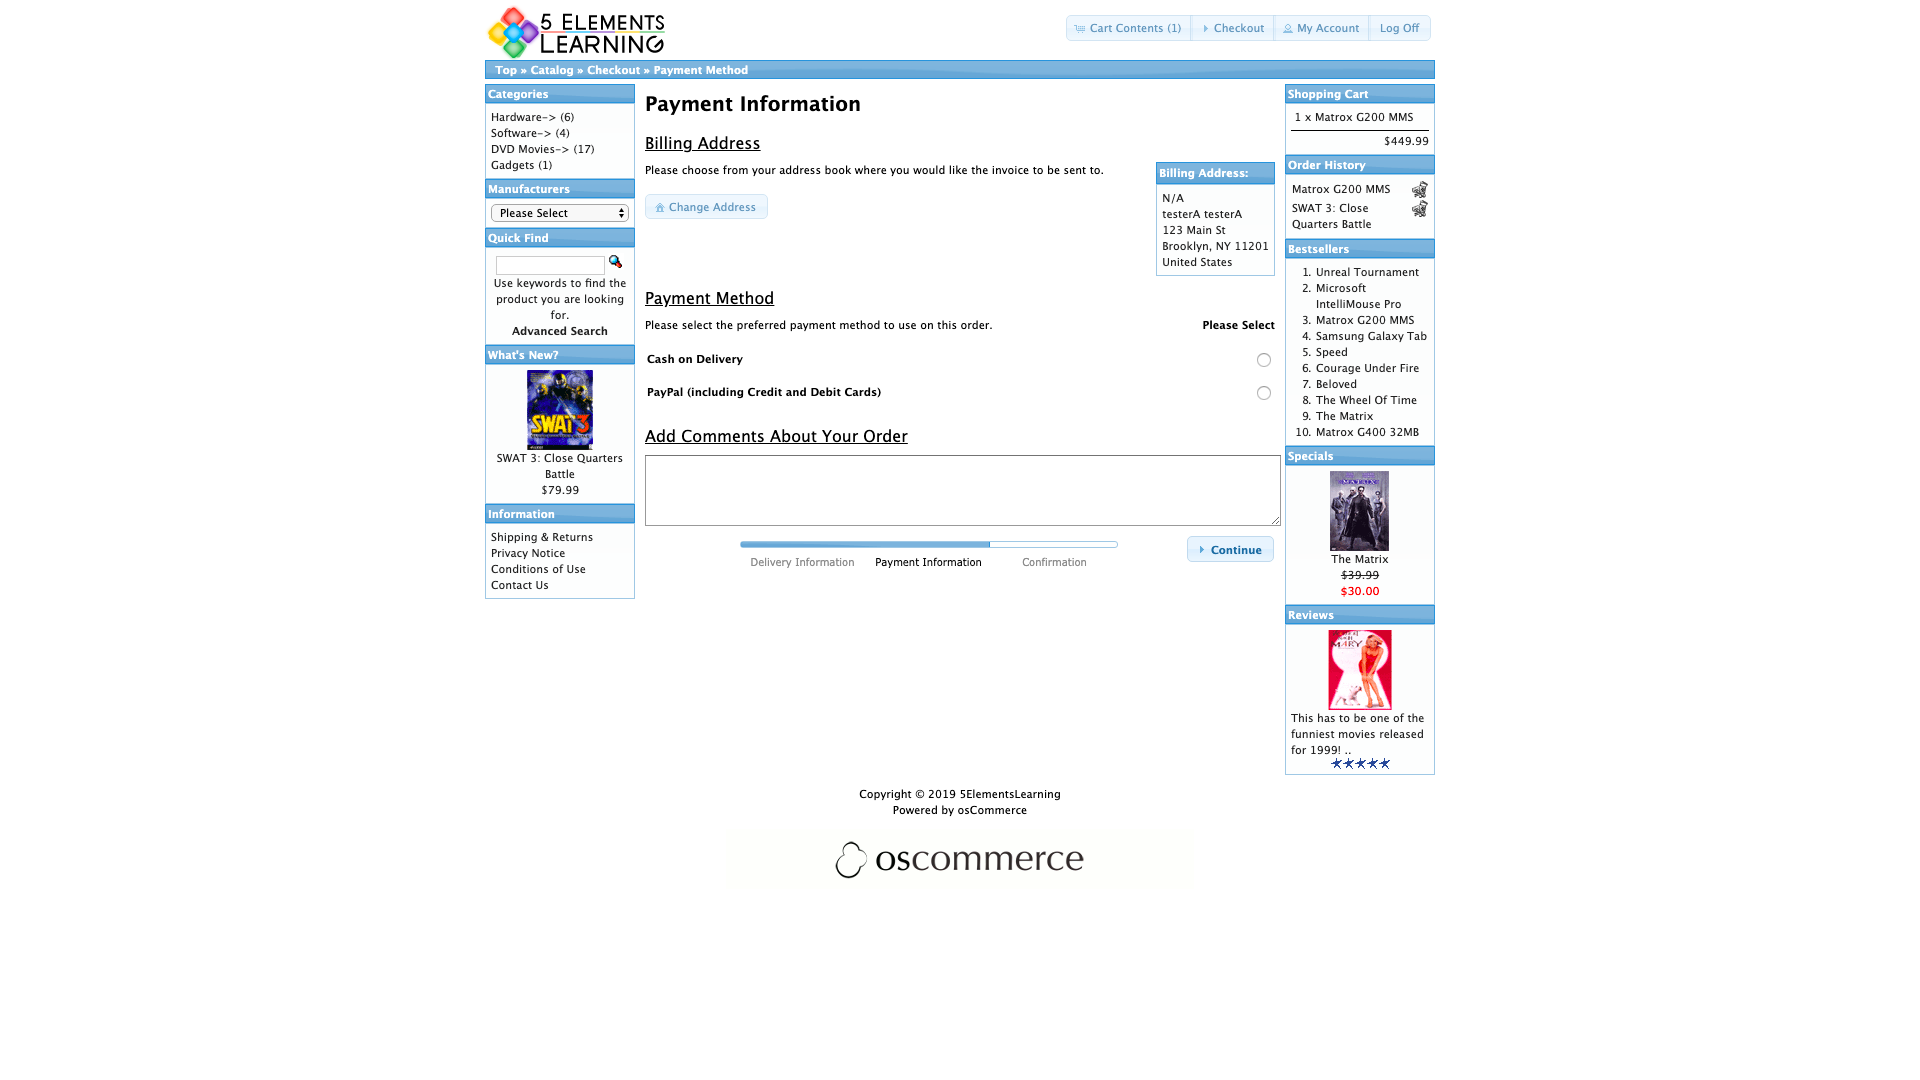 5 ELEMENTS
LEARNING
Cart Contents (1)
Checkout
My Account
Log Off
Top » Catalog » Checkout » Payment Method
Categories
Hardware-> (6)
Software-> (4)
DVD Movies-> (17)
Gadgets (1)
Manufacturers
Please Select
Quick Find
Use keywords to find the
product you are looking
for.
Advanced Search
What's New?
SWAT 3
SWAT 3: Close Quarters
Battle
$79.99
Information
Shipping & Returns
Privacy Notice
Conditions of Use
Contact Us
Payment Information
Billing Address
Please choose from your address book where you would like the invoice to be sent to.
Change Address
Billing Address:
N/A
testerA testerA
123 Main St
Brooklyn, NY 11201
United States
Payment Method
Please select the preferred payment method to use on this order.
Please Select
Cash on Delivery
PayPal (including Credit and Debit Cards)
Add Comments About Your Order
Delivery Information
Payment Information
Confirmation
Continue
Shopping Cart
1 x Matrox G200 MMS
$449.99
Order History
Matrox G200 MMS
SWAT 3: Close
Quarters Battle
Bestsellers
1. Unreal Tournament
2. Microsoft
IntelliMouse Pro
3. Matrox G200 MMS
4. Samsung Galaxy Tab
5. Speed
6. Courage Under Fire
7. Beloved
8. The Wheel Of Time
9. The Matrix
10. Matrox G400 32MB
Specials
MATRIX
The Matrix
$39.99
$30.00
Reviews
MARY
This has to be one of the
funniest movies released
for 1999! ..
Copyright © 2019 5ElementsLearning
Powered by osCommerce
oscommerce